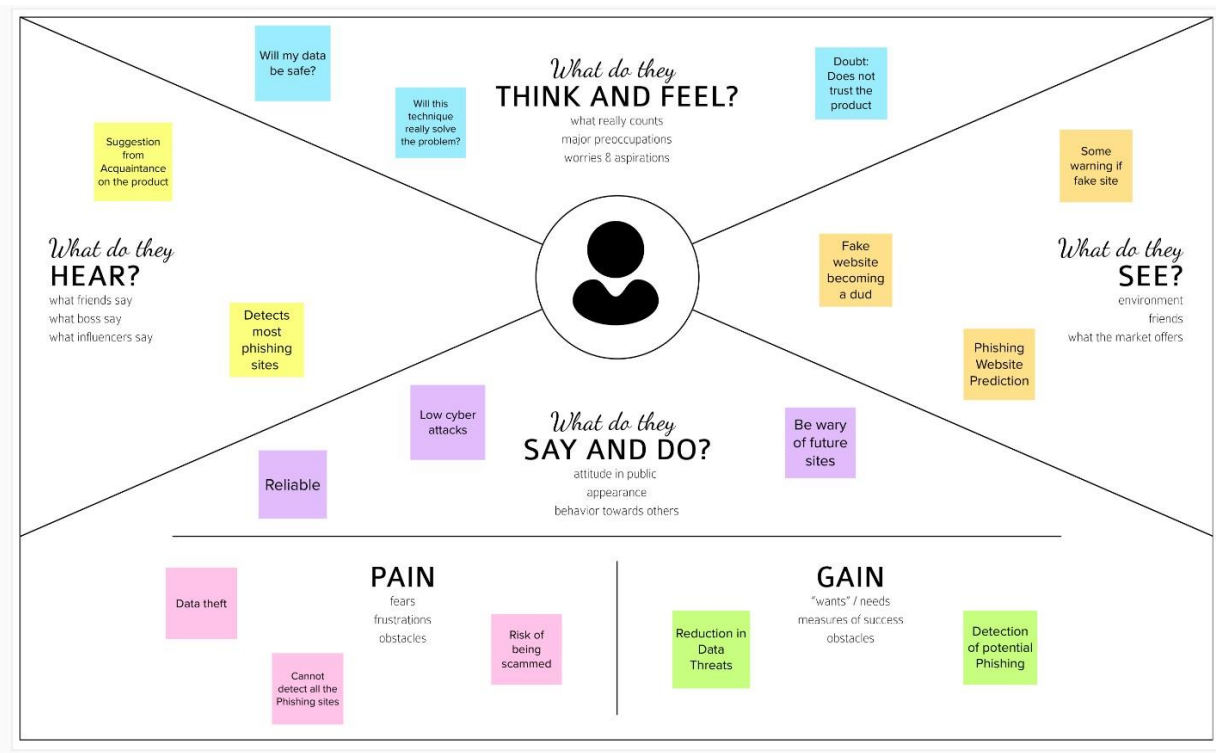 Will my data
be safe?
Will this
technique
really solve
the problem?
What do they
THINK AND FEEL?
what really counts
major preoccupations
worries & aspirations
Doubt:
Does not
trust the
product
Suggestion
from
Acquaintance
on the product
What do they
HEAR?
what friends say
what boss say
what influencers say
Detects
most
phishing
sites
Some
warning if
fake site
Fake
website
becoming
a dud
What do they
SEE?
environment
friends
what the market offers
Phishing
Website
Prediction
Low cyber
attacks
Reliable
What do they
SAY AND DO?
attitude in public
appearance
behavior towards others
Be wary
of future
sites
Data theft
PAIN
fears
frustrations
obstacles
Cannot
detect all the
Phishing sites
Risk of
being
scammed
GAIN
"wants" / needs
measures of success
obstacles
Reduction in
Data
Threats
Detection
of potential
Phishing